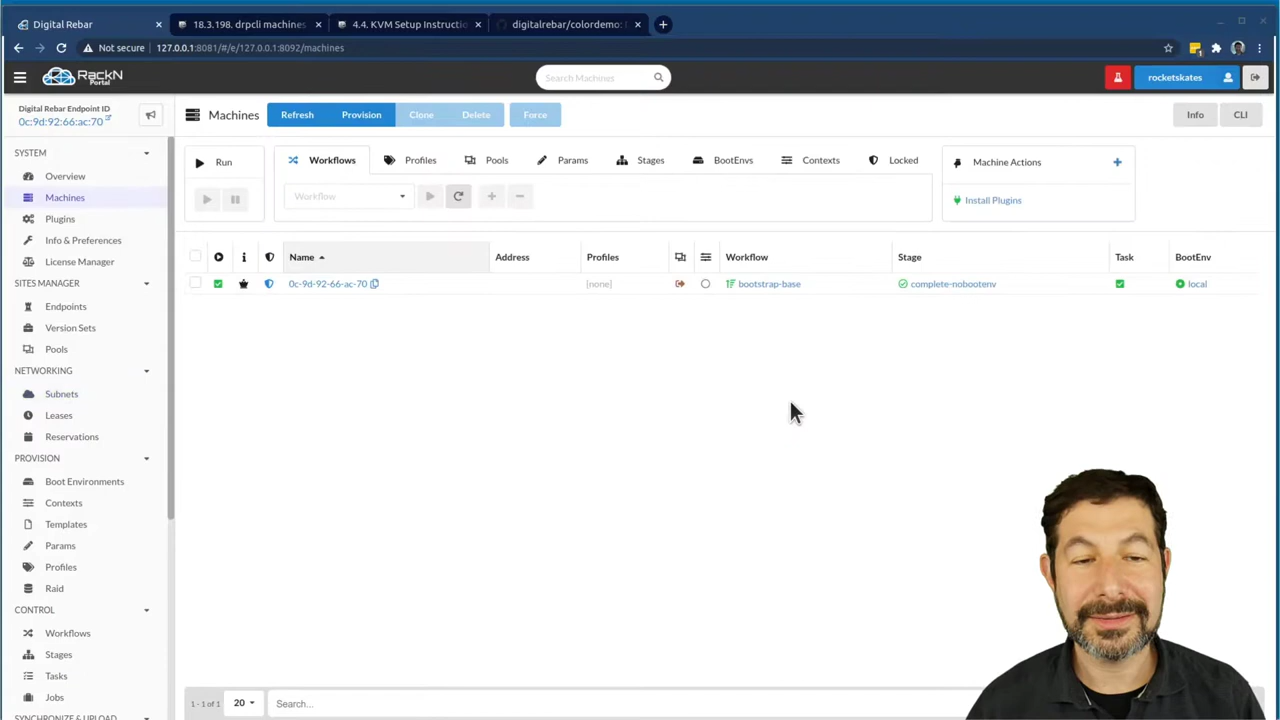 Digital Rebar
18.3.198. drpcli machines
4.4. KVM Setup Instructio
digitalrebar/colordemo:
Not secure 127.0.0.1:8081/#/e/127.0.0.1:8092/machines
RackN
Portal
Search Machines
rocketskates
Digital Rebar Endpoint ID
0c:9d:92:66:ac:70
Machines
Refresh
Provision
Clone
Delete
Force
Info
CLI
SYSTEM
Overview
Machines
Plugins
Info & Preferences
License Manager
SITES MANAGER
Endpoints
Version Sets
Pools
NETWORKING
Subnets
Leases
Reservations
PROVISION
Boot Environments
Contexts
Templates
Params
Profiles
Raid
CONTROL
Workflows
Stages
Tasks
Jobs
SYNCHRONIZE & UPLOAD
Run
Workflows
Profiles
Pools
Params
Stages
BootEnvs
Contexts
Locked
Workflow
Machine Actions
Install Plugins
Name
Address
Profiles
Workflow
Stage
Task
BootEnv
0c-9d-92-66-ac-70
[none]
bootstrap-base
complete-nobootenv
local
1 - 1 of 1
20
Search...